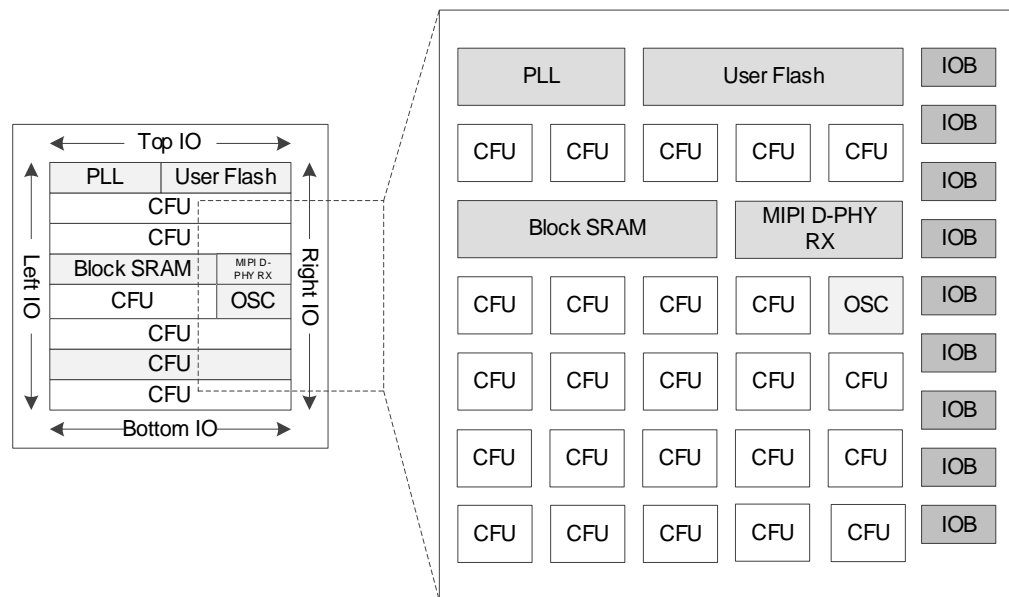 Top IO
PLL User Flash
CFU
CFU
Block SRAM MIPI D-
PHY RX
CFU OSC
CFU
CFU
CFU
Bottom IO
Left IO
Right IO
PLL User Flash IOB
IOB
CFU CFU CFU CFU CFU
IOB
Block SRAM MIPI D-PHY
RX
IOB
CFU CFU CFU CFU OSC IOB
IOB
CFU CFU CFU CFU CFU
IOB
CFU CFU CFU CFU CFU IOB
CFU CFU CFU CFU CFU IOB